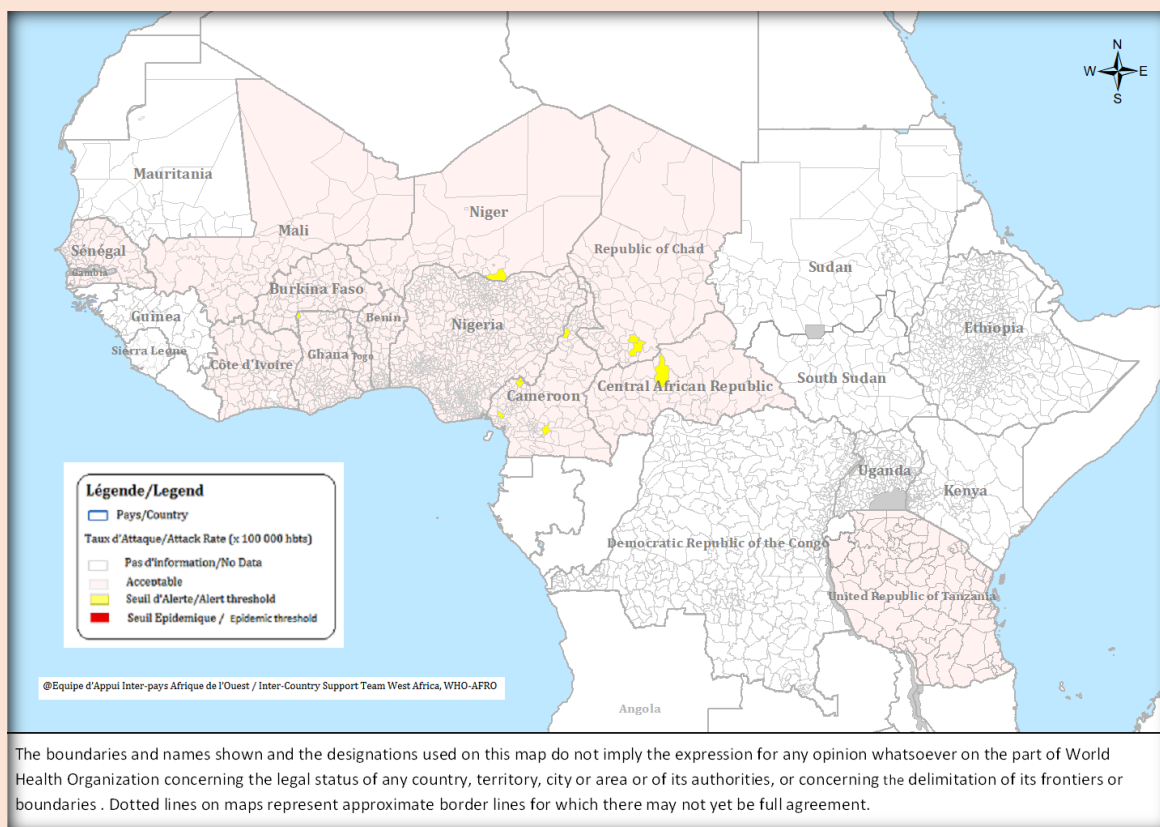 N
W E
S
Mauritania
Niger
Mali
Republic of Chad
Sénégal
Gambia
Sudan
Burkina Faso
Guinea
Benin
Nigeria
Ethiopia
Sierra Leone
Côte d'Ivoire
Ghana
Togo
South Sudan
Central African Republic
Cameroon
Uganda
Kenya
Democratic Republic of the Congo
United Republic of Tanzania
Angola
Légende/Legend
Pays/Country
Taux d'Attaque/Attack Rate (x 100 000 hbts)
Pas d'information/No Data
Acceptable
Seuil d'Alerte/Alert threshold
Seuil Epidemique / Epidemic threshold
@Equipe d'Appui Inter-pays Afrique de l'Ouest / Inter-Country Support Team West Africa, WHO-AFRO
The boundaries and names shown and the designations used on this map do not imply the expression for any opinion whatsoever on the part of World
Health Organization concerning the legal status of any country, territory, city or area or of its authorities, or concerning the delimitation of its frontiers or
boundaries . Dotted lines on maps represent approximate border lines for which there may not yet be full agreement.